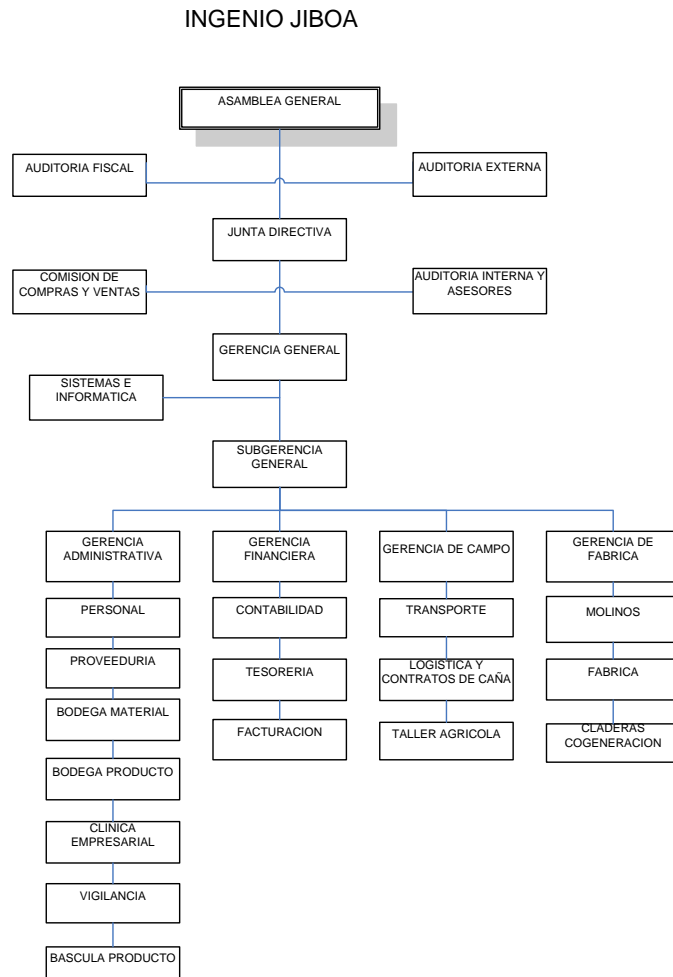 INGENIO JIBOA
ASAMBLEA GENERAL
AUDITORIA FISCAL
AUDITORIA EXTERNA
JUNTA DIRECTIVA
COMISION DE
COMPRAS Y VENTAS
AUDITORIA INTERNA Y
ASESORES
GERENCIA GENERAL
SISTEMAS E
INFORMATICA
SUBGERENCIA
GENERAL
GERENCIA
ADMINISTRATIVA
GERENCIA
FINANCIERA
GERENCIA DE CAMPO
GERENCIA DE
FABRICA
PERSONAL
CONTABILIDAD
TRANSPORTE
MOLINOS
PROVEEDURIA
TESORERIA
LOGISTICA Y
CONTRATOS DE CAÑA
FABRICA
BODEGA MATERIAL
FACTURACION
TALLER AGRICOLA
CLADERAS
COGENERACION
BODEGA PRODUCTO
CLINICA
EMPRESARIAL
VIGILANCIA
BASCULA PRODUCTO